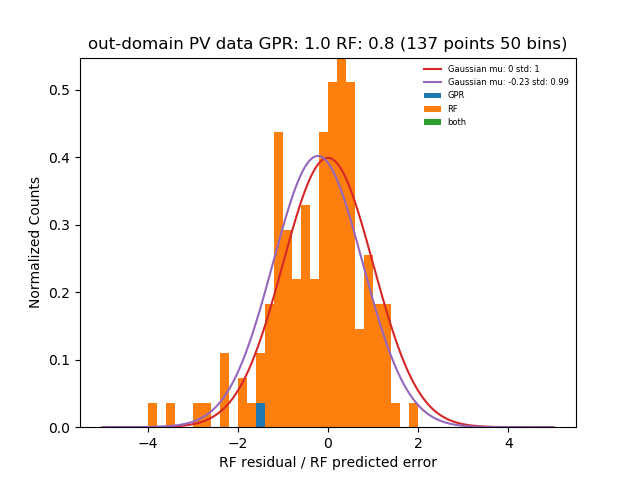 out-domain PV data GPR: 1.0 RF: 0.8 (137 points 50 bins)
Gaussian mu: 0 std: 1
Gaussian mu: -0.23 std: 0.99
GPR
RF
both
Normalized Counts
0.5
0.4
0.3
0.2
0.1
0.0
−4
−2
0
2
4
RF residual / RF predicted error